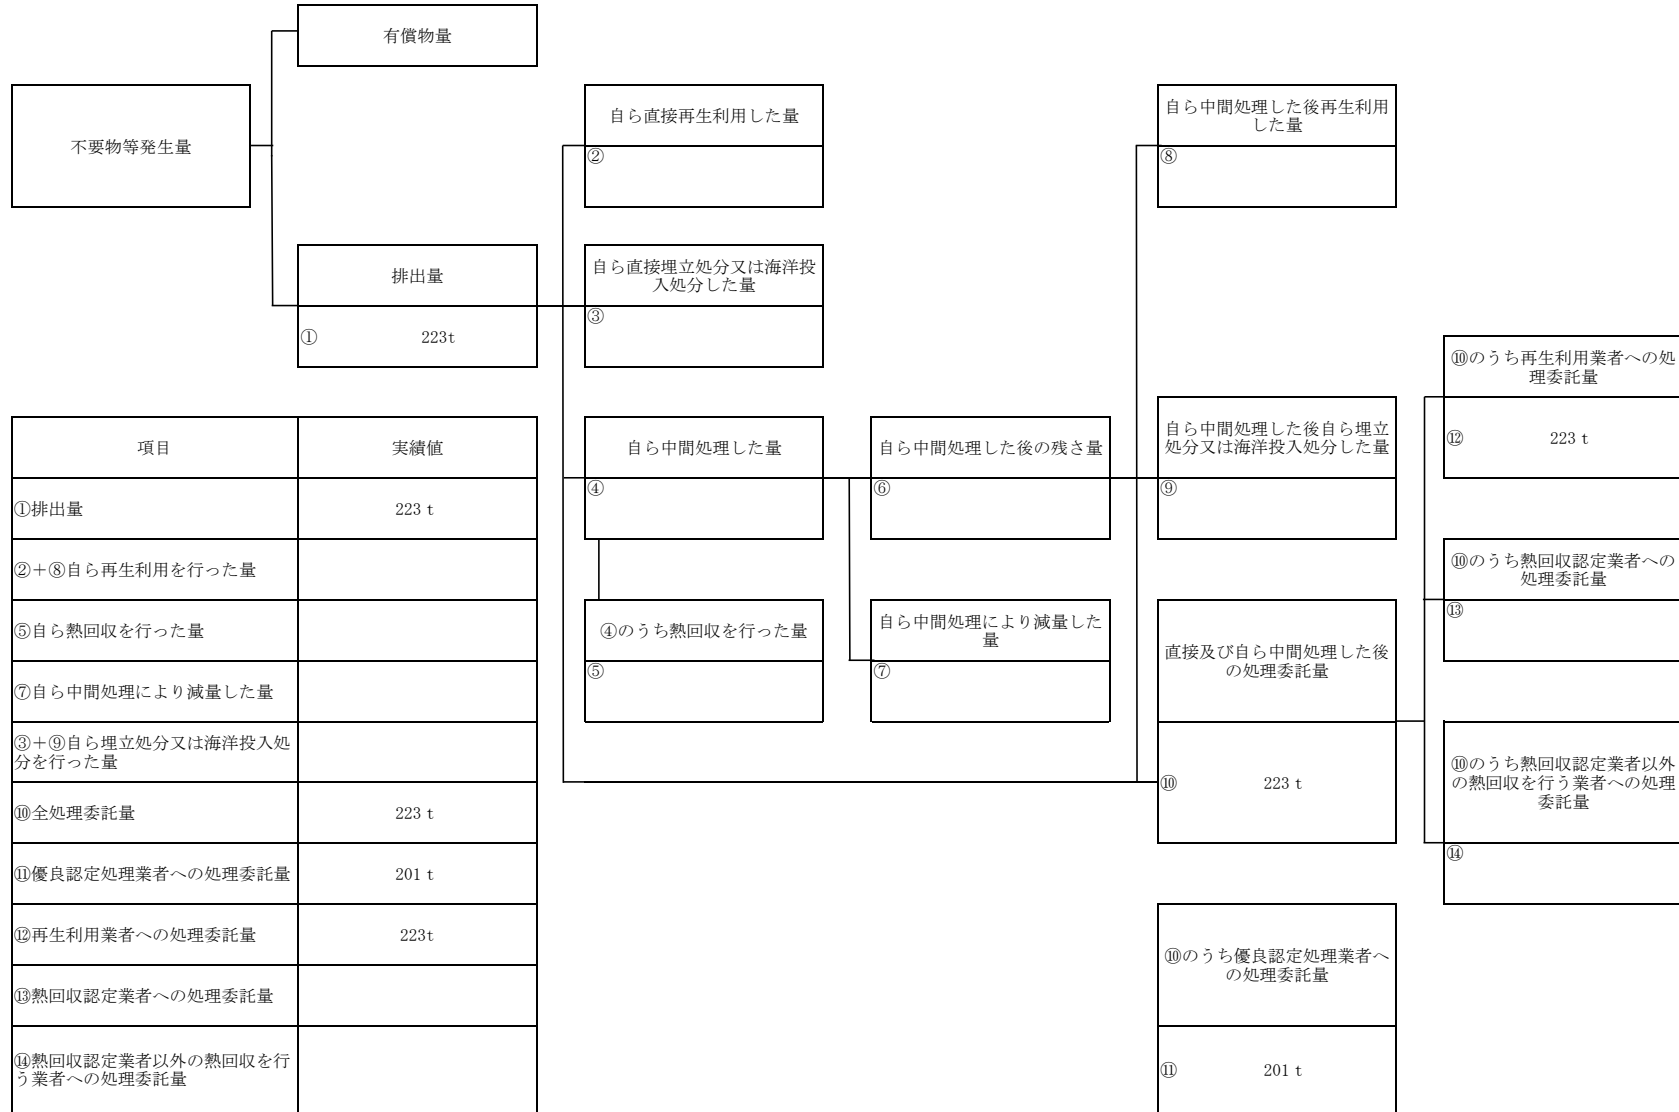 有償物量
不要物等発生量
自ら直接再生利用した量
②
自ら中間処理した後再生利用
した量
⑧
排出量
①　223t
自ら直接埋立処分又は海洋投
入処分した量
③
⑩のうち再生利用業者への処
理委託量
⑫　223 t
自ら中間処理した量
④
自ら中間処理した後の残さ量
⑥
自ら中間処理した後自ら埋立
処分又は海洋投入処分した量
⑨
⑩のうち熱回収認定業者への
処理委託量
⑬
④のうち熱回収を行った量
⑤
自ら中間処理により減量した
量
⑦
直接及び自ら中間処理した後
の処理委託量
⑩　223 t
⑩のうち熱回収認定業者以外
の熱回収を行う業者への処理
委託量
⑭
⑩のうち優良認定処理業者へ
の処理委託量
⑪　201 t
項目　実績値
①排出量　223 t
②＋⑧自ら再生利用を行った量
⑤自ら熱回収を行った量
⑦自ら中間処理により減量した量
③＋⑨自ら埋立処分又は海洋投入処
分を行った量
⑩全処理委託量　223 t
⑪優良認定処理業者への処理委託量　201 t
⑫再生利用業者への処理委託量　223t
⑬熱回収認定業者への処理委託量
⑭熱回収認定業者以外の熱回収を行
う業者への処理委託量